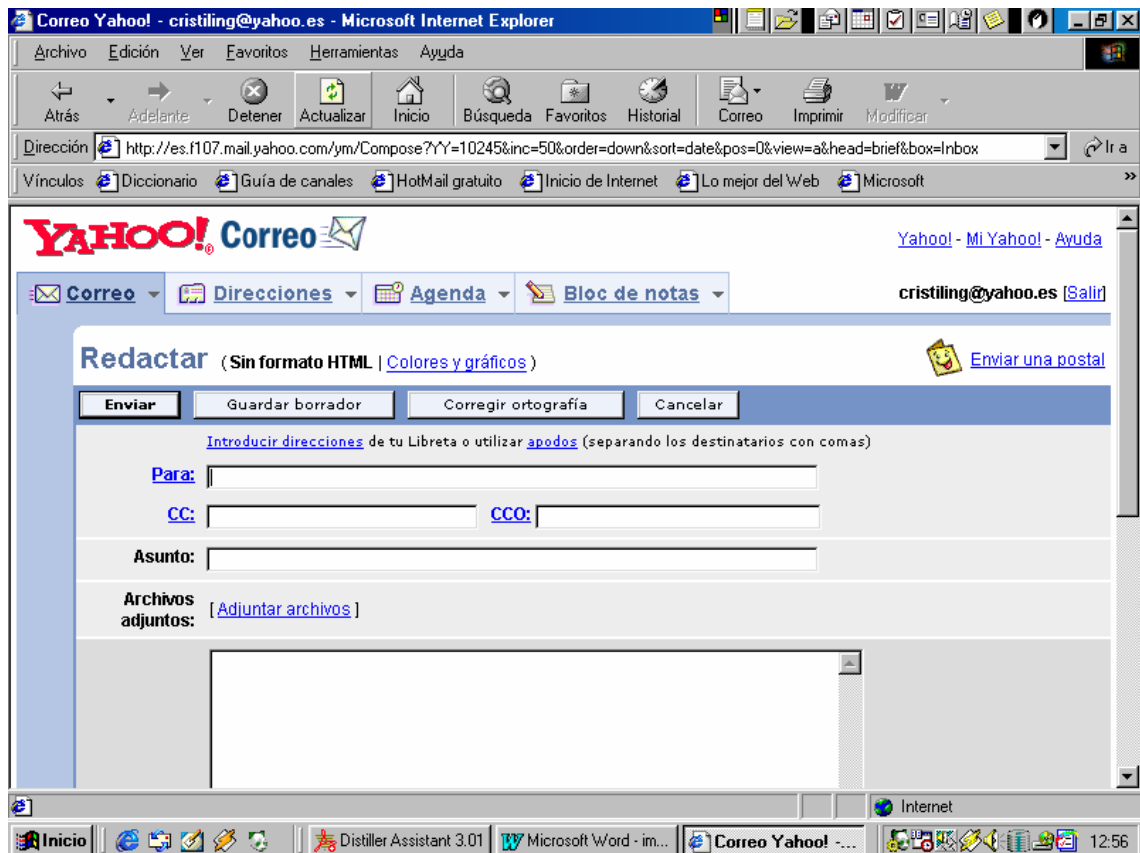 Correo Yahoo! - cristiling@yahoo.es - Microsoft Internet Explorer
Archivo Edición Ver Favoritos Herramientas Ayuda
Atrás Adelante Detener Actualizar Inicio Búsqueda Favoritos Historial Correo Imprimir Modificar
Dirección http://es.f107.mail.yahoo.com/ym/Compose?YY=10245&inc=50&order=down&sort=date&pos=0&view=a&head=brief&box=Inbox Ir a
Vínculos Diccionario Guía de canales HotMail gratuito Inicio de Internet Lo mejor del Web Microsoft »
YAHOO!® Correo Yahoo! - Mi Yahoo! - Ayuda
Correo Direcciones Agenda Bloc de notas cristiling@yahoo.es [Salir]
Redactar (Sin formato HTML | Colores y gráficos) Enviar una postal
Enviar Guardar borrador Corregir ortografía Cancelar
Introducir direcciones de tu Libreta o utilizar apodos (separando los destinatarios con comas)
Para:
CC: CCO:
Asunto:
Archivos adjuntos: [Adjuntar archivos]
Internet
Inicio Distiller Assistant 3.01 Microsoft Word - im... Correo Yahoo! -... 12:56